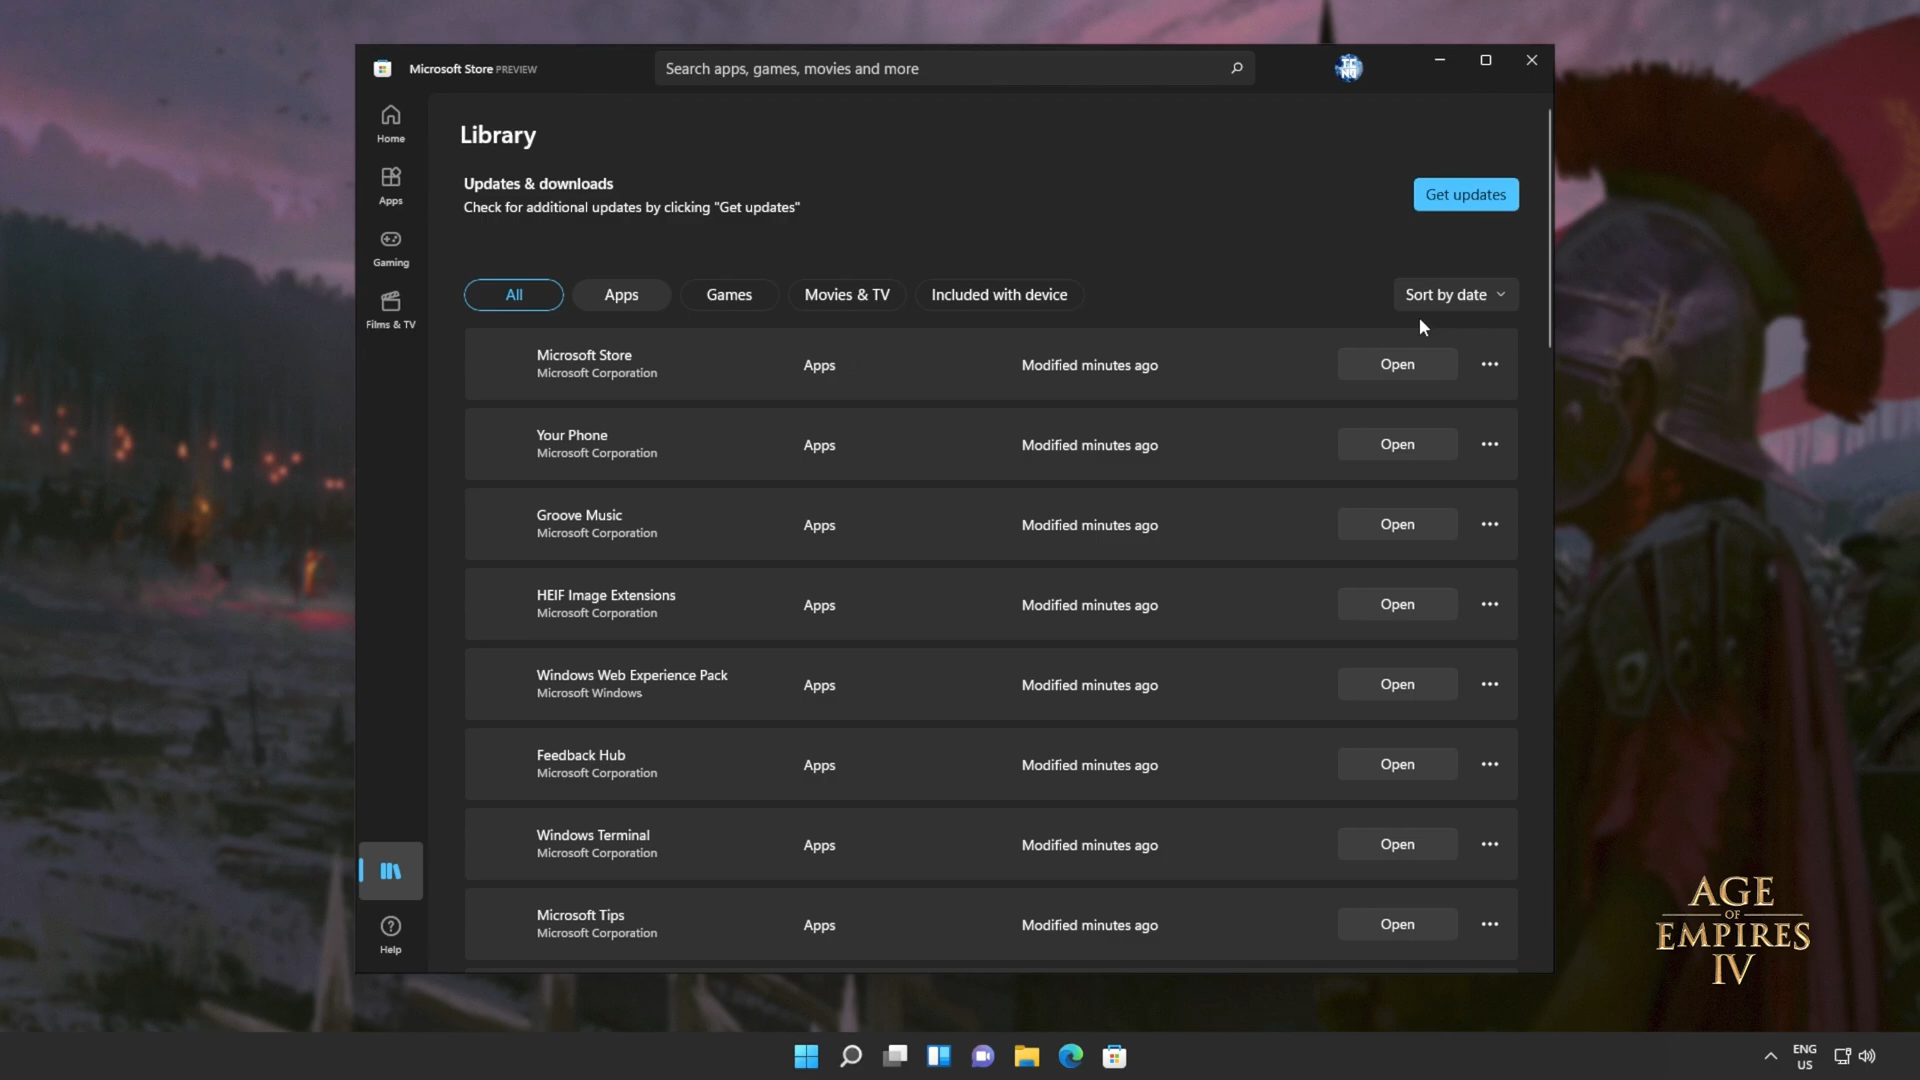 Microsoft Store PREVIEW
Search apps, games, movies and more
Home
Apps
Gaming
Films & TV
Help
Library
Updates & downloads
Check for additional updates by clicking "Get updates"
Get updates
All Apps Games Movies & TV Included with device Sort by date
Microsoft Store
Microsoft Corporation
Apps
Modified minutes ago
Open
Your Phone
Microsoft Corporation
Apps
Modified minutes ago
Open
Groove Music
Microsoft Corporation
Apps
Modified minutes ago
Open
HEIF Image Extensions
Microsoft Corporation
Apps
Modified minutes ago
Open
Windows Web Experience Pack
Microsoft Windows
Apps
Modified minutes ago
Open
Feedback Hub
Microsoft Corporation
Apps
Modified minutes ago
Open
Windows Terminal
Microsoft Corporation
Apps
Modified minutes ago
Open
Microsoft Tips
Microsoft Corporation
Apps
Modified minutes ago
Open
AGE
OF
EMPIRES
IV
ENG
US
TC
NO